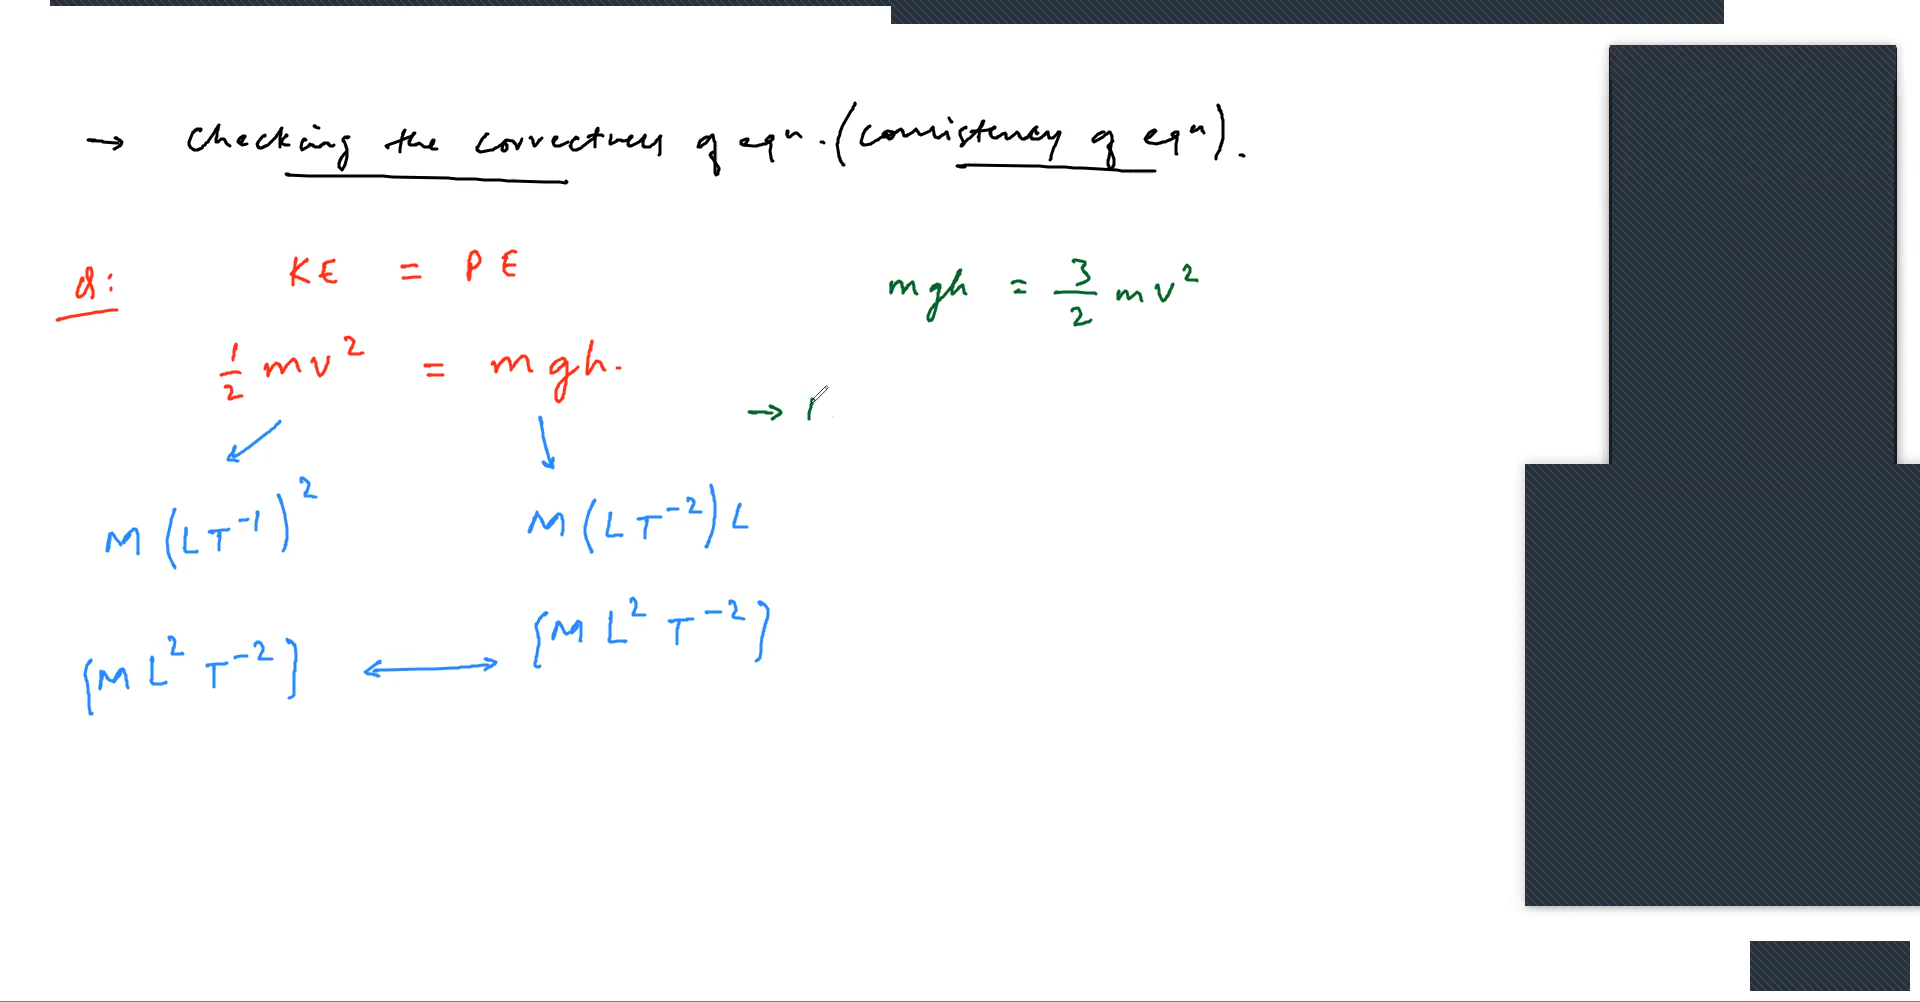 → Checking the correctness of eqⁿ. (consistency of eqⁿ).
d:
KE = PE
1/2 mv² = mgh.
M (LT⁻¹)²
M (LT⁻²) L
[M L² T⁻²] ↔ [M L² T⁻²]
mgh = 3/2 mv²
→